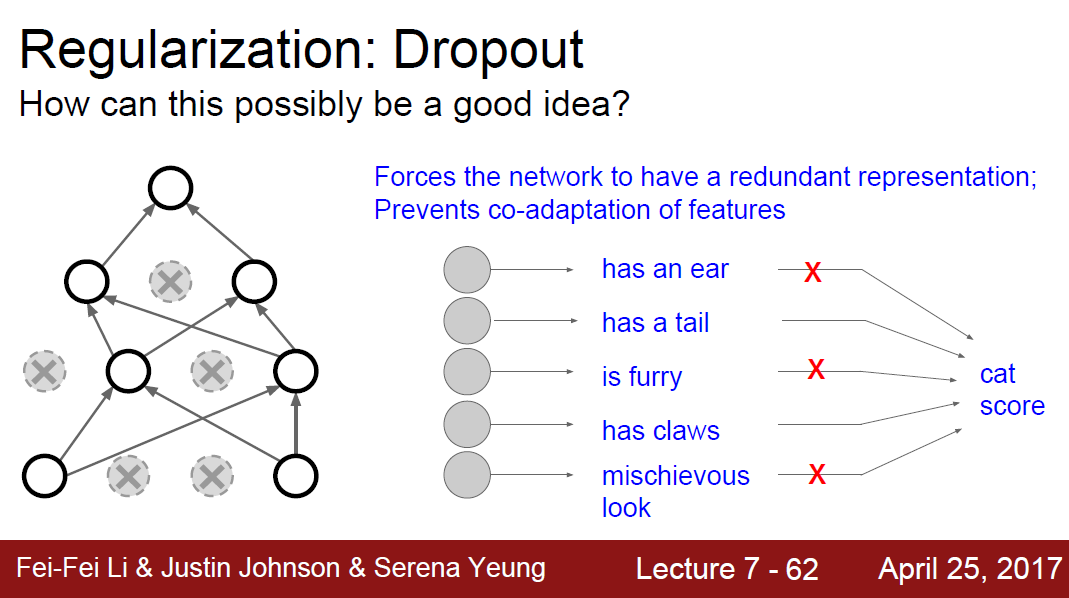 Regularization: Dropout
How can this possibly be a good idea?
Forces the network to have a redundant representation;
Prevents co-adaptation of features
has an ear
X
has a tail
is furry
X
cat
score
has claws
mischievous
look
X
Fei-Fei Li & Justin Johnson & Serena Yeung
Lecture 7 - 62
April 25, 2017